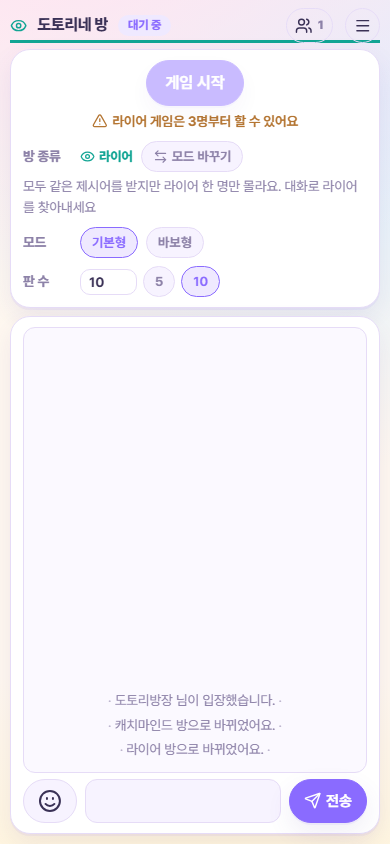 도토리네 방 대기 중 1
게임 시작
라이어 게임은 3명부터 할 수 있어요
방 종류 라이어 모드 바꾸기
모두 같은 제시어를 받지만 라이어 한 명만 몰라요. 대화로 라이어
를 찾아내세요
모드 기본형 바보형
판 수 10 5 10
· 도토리방장 님이 입장했습니다. ·
· 캐치마인드 방으로 바뀌었어요. ·
· 라이어 방으로 바뀌었어요. ·
전송